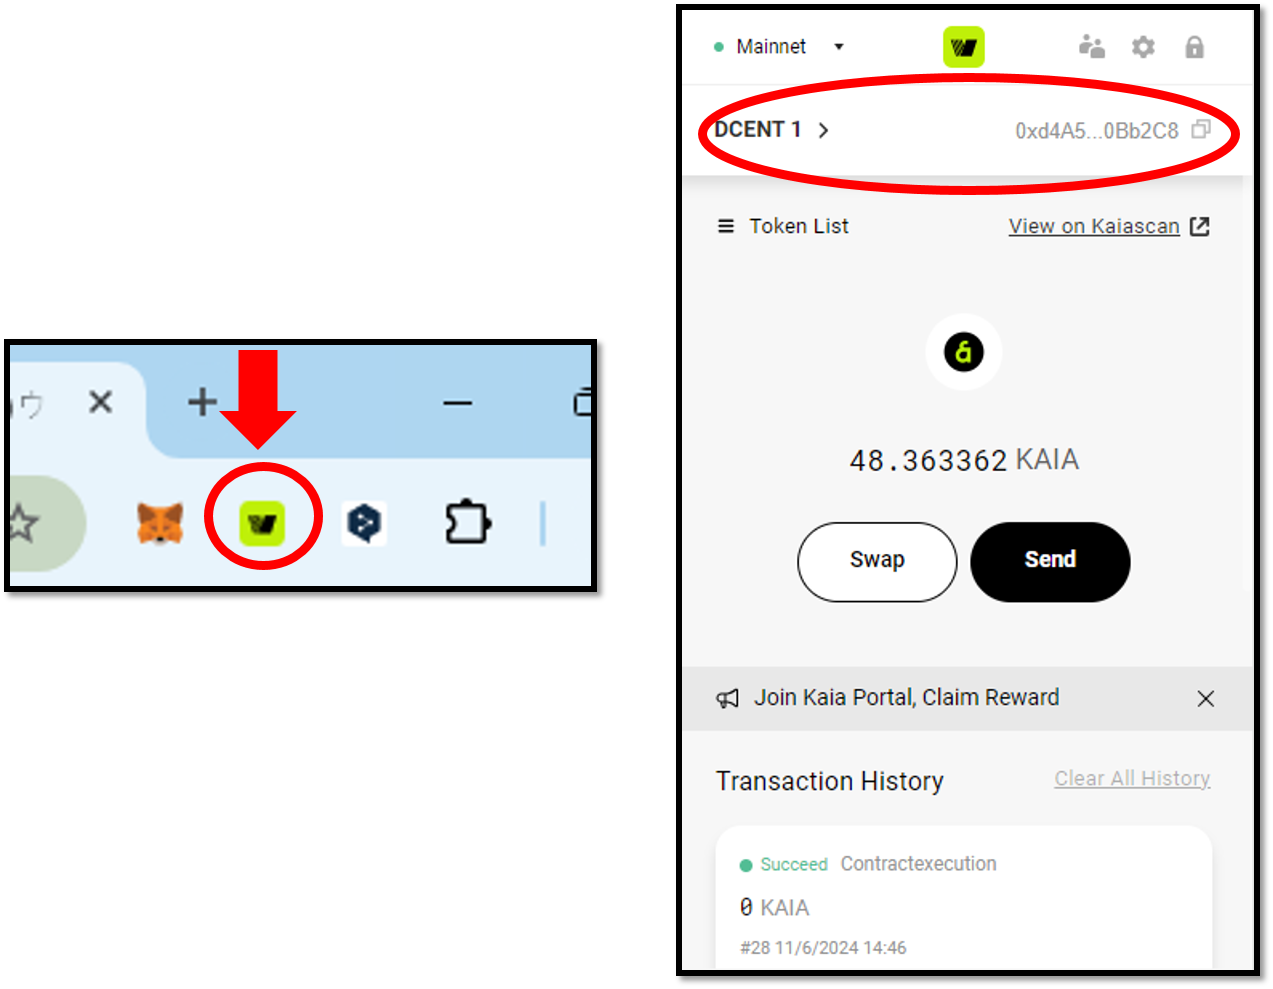 ウ
Mainnet
DCENT 1
0xd4A5...0Bb2C8
Token List
View on Kaiascan
48.363362 KAIA
Swap
Send
Join Kaia Portal, Claim Reward
Transaction History
Clear All History
Succeed Contractexecution
0 KAIA
#28 11/6/2024 14:46